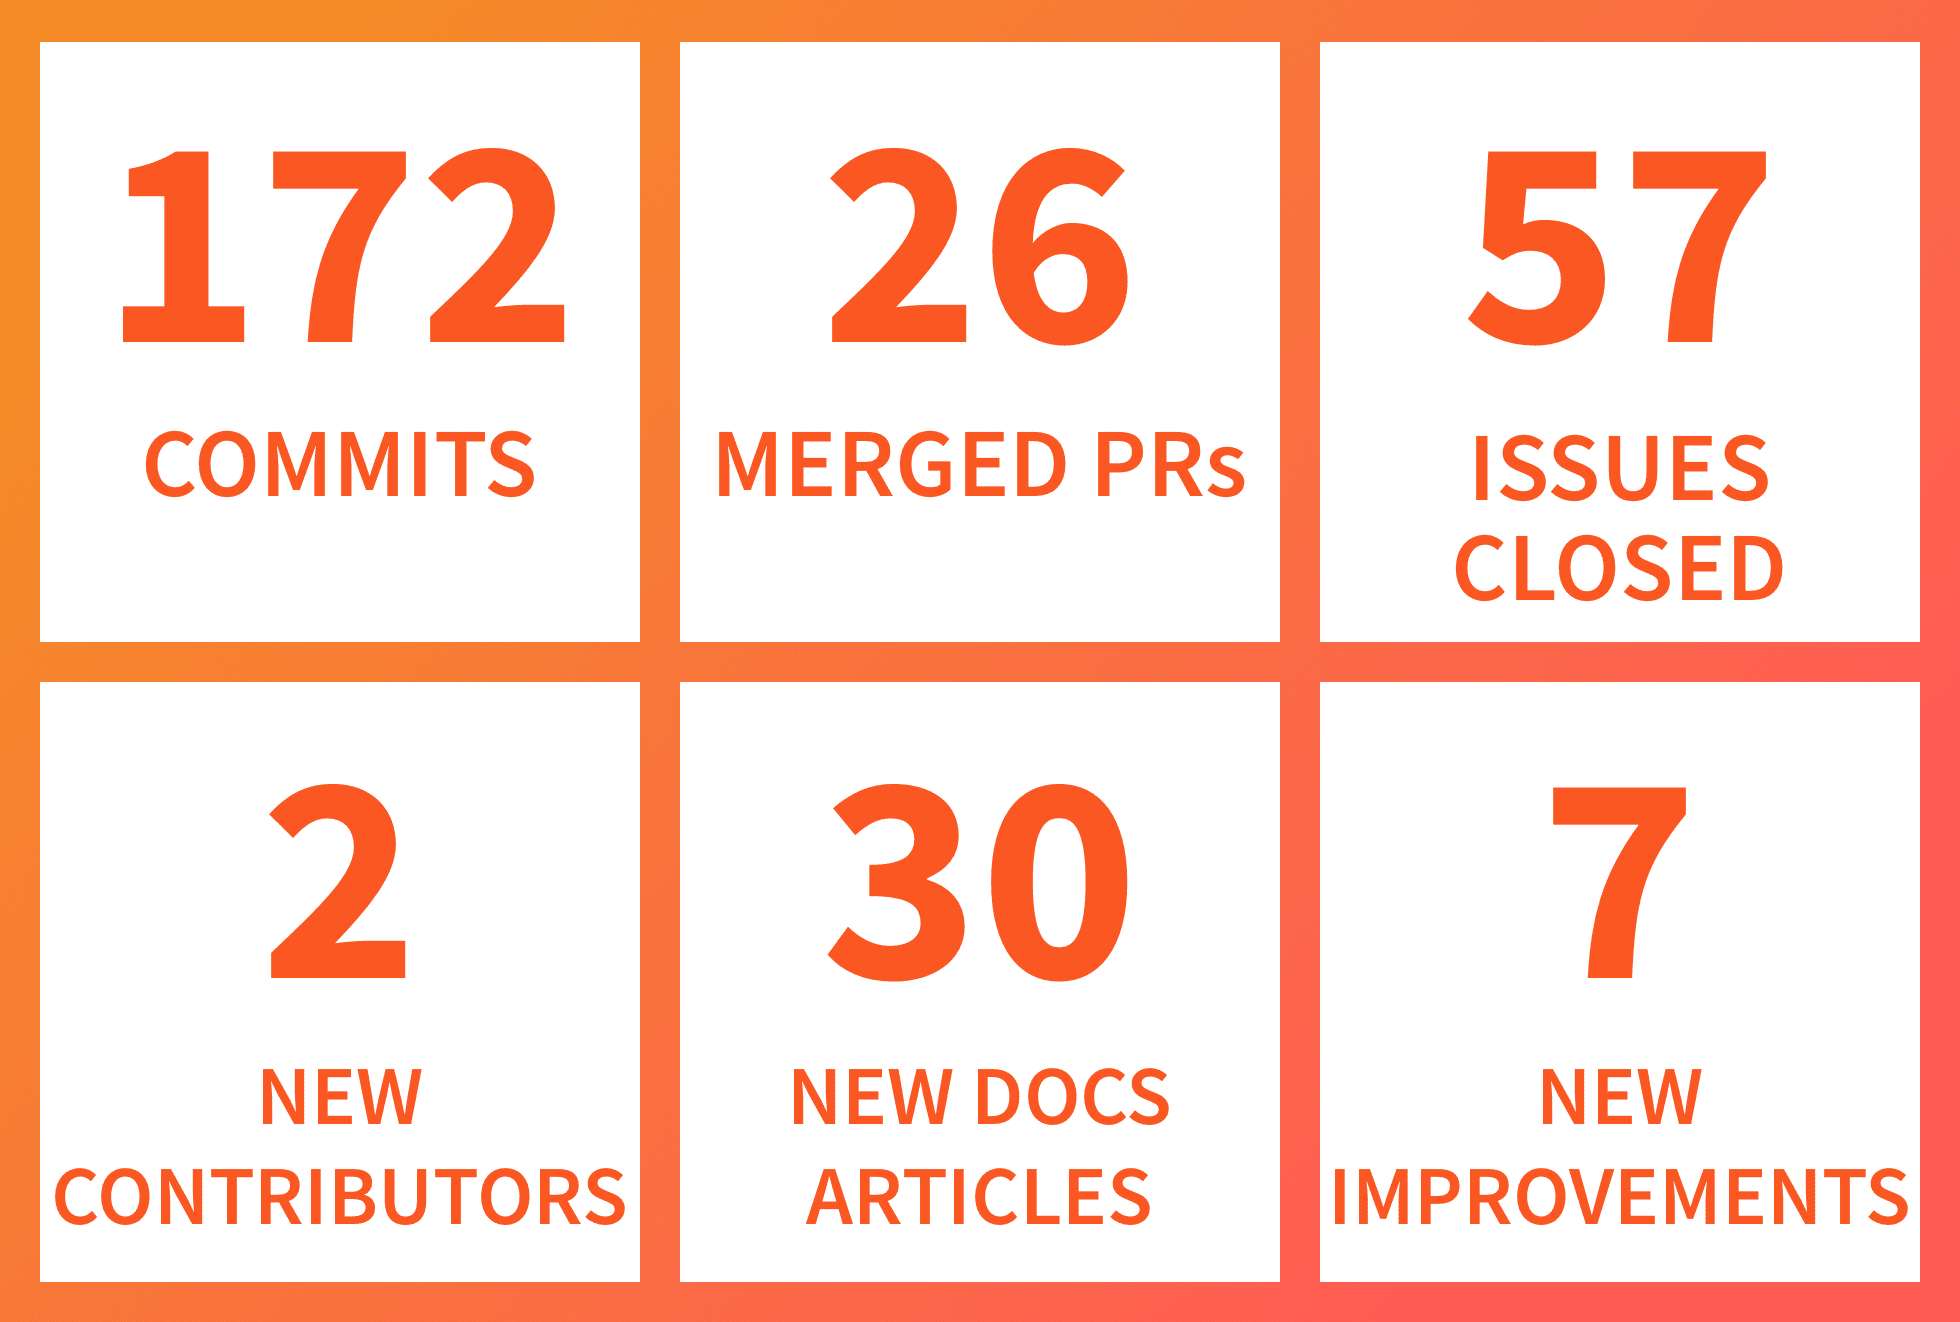 172
COMMITS
26
MERGED PRs
57
ISSUES
CLOSED
2
NEW
CONTRIBUTORS
30
NEW DOCS
ARTICLES
7
NEW
IMPROVEMENTS